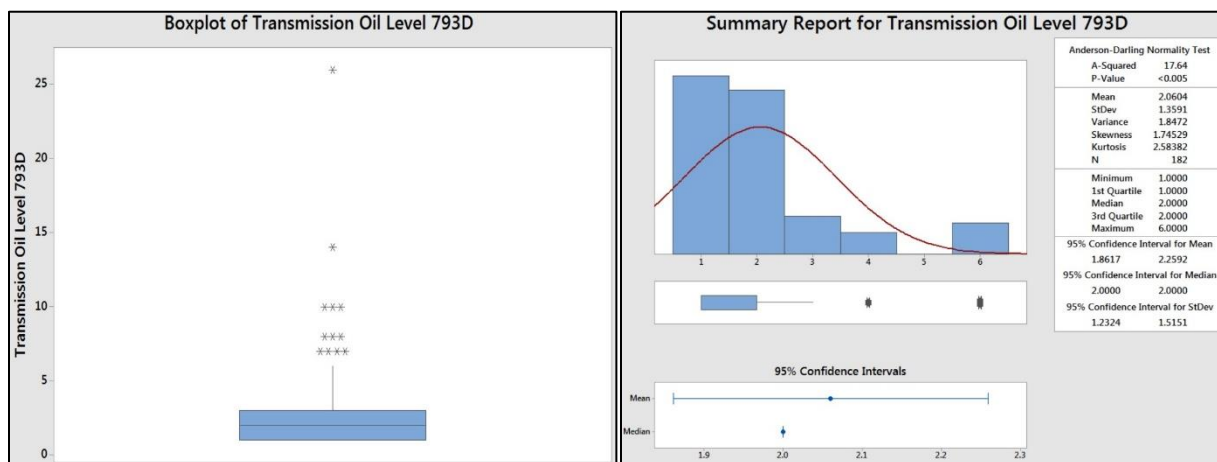 Boxplot of Transmission Oil Level 793D
Transmission Oil Level 793D
25
20
15
10
5
0
Summary Report for Transmission Oil Level 793D
1 2 3 4 5 6
Anderson-Darling Normality Test
A-Squared 17.64
P-Value <0.005
Mean 2.0604
StDev 1.3591
Variance 1.8472
Skewness 1.74529
Kurtosis 2.58382
N 182
Minimum 1.0000
1st Quartile 1.0000
Median 2.0000
3rd Quartile 2.0000
Maximum 6.0000
95% Confidence Interval for Mean
1.8617 2.2592
95% Confidence Interval for Median
2.0000 2.0000
95% Confidence Interval for StDev
1.2324 1.5151
95% Confidence Intervals
Mean
Median
1.9 2.0 2.1 2.2 2.3